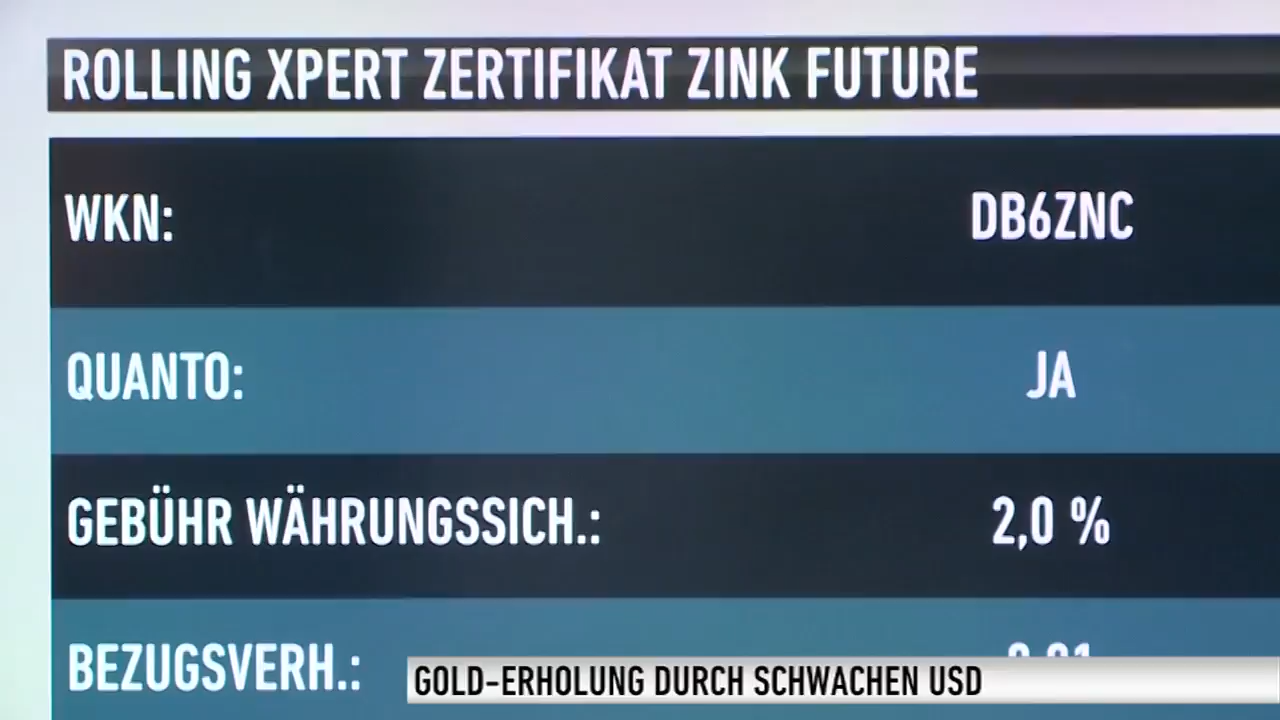 ROLLING XPERT ZERTIFIKAT ZINK FUTURE
WKN: DB6ZNC
QUANTO: JA
GEBÜHR WÄHRUNGSSICH.: 2,0 %
BEZUGSVERH.:
GOLD-ERHOLUNG DURCH SCHWACHEN USD